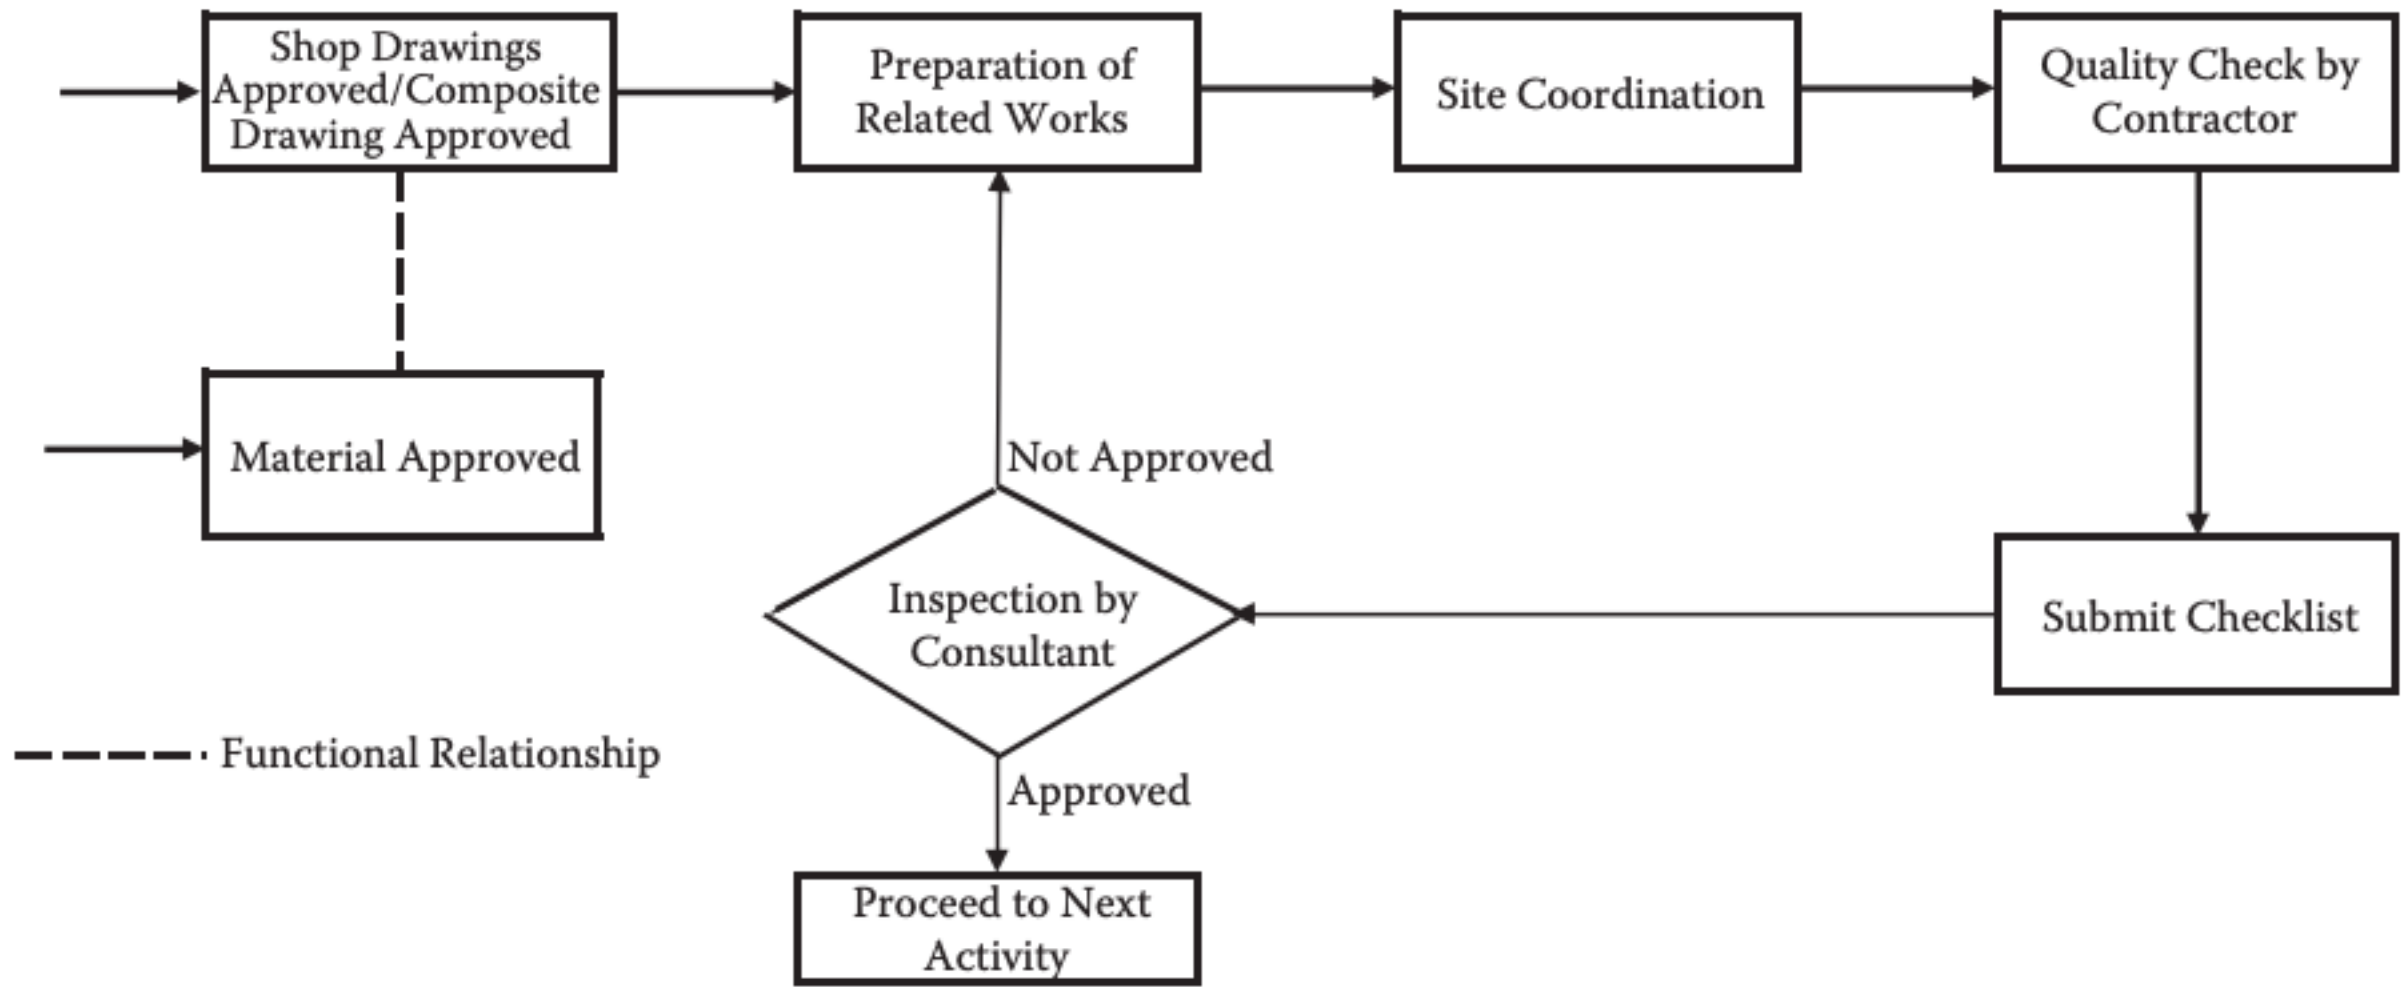 Shop Drawings
Approved/Composite
Drawing Approved
Preparation of
Related Works
Site Coordination
Quality Check by
Contractor
Material Approved
Not Approved
Inspection by
Consultant
Submit Checklist
Functional Relationship
Approved
Proceed to Next
Activity